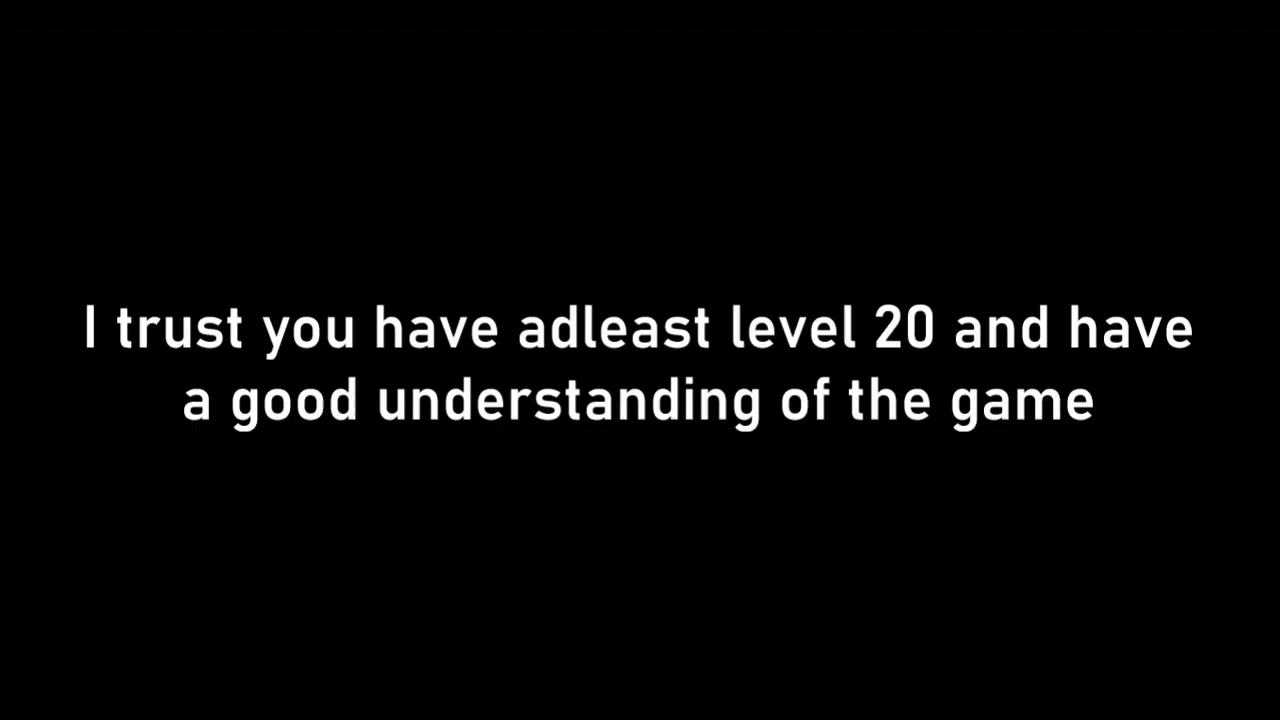 I trust you have adleast level 20 and have
a good understanding of the game